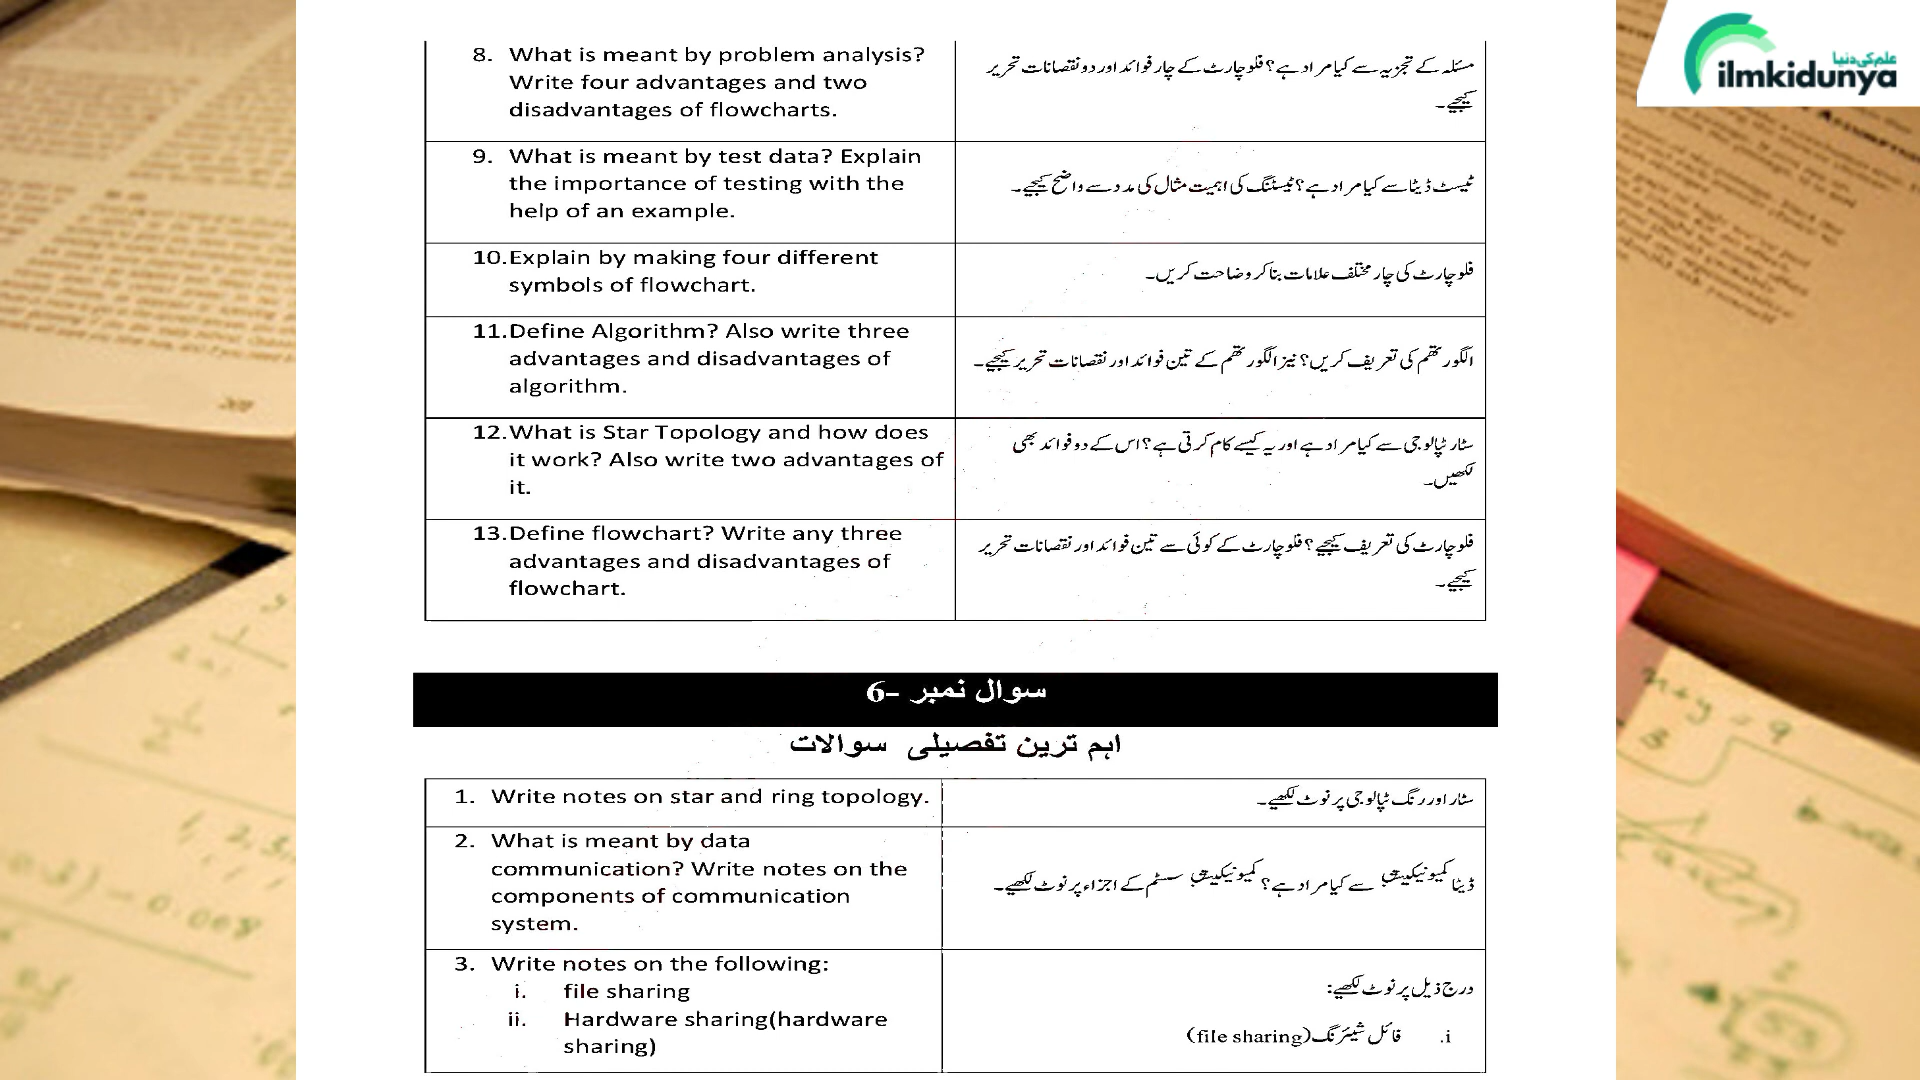 علم کی دنیا
ilmkidunya
8. What is meant by problem analysis?
Write four advantages and two
disadvantages of flowcharts.
مسئلہ کے تجزیہ سے کیا مراد ہے؟ فلوچارٹ کے چار فوائد اور دو نقصانات تحریر
کیجیے۔
9. What is meant by test data? Explain
the importance of testing with the
help of an example.
ٹیسٹ ڈیٹا سے کیا مراد ہے؟ ٹیسٹنگ کی اہمیت مثال کی مدد سے واضح کیجیے۔
10. Explain by making four different
symbols of flowchart.
فلوچارٹ کی چار مختلف علامات بنا کر وضاحت کریں۔
11. Define Algorithm? Also write three
advantages and disadvantages of
algorithm.
الگورتھم کی تعریف کریں؟ نیز الگورتھم کے تین فوائد اور نقصانات تحریر کیجیے۔
12. What is Star Topology and how does
it work? Also write two advantages of
it.
سٹار ٹپالوجی سے کیا مراد ہے اور یہ کیسے کام کرتی ہے؟ اس کے دو فوائد بھی
لکھیں۔
13. Define flowchart? Write any three
advantages and disadvantages of
flowchart.
فلوچارٹ کی تعریف کیجیے؟ فلوچارٹ کے کوئی سے تین فوائد اور نقصانات تحریر
کیجیے۔
سوال نمبر -6
اہم ترین تفصیلی سوالات
1. Write notes on star and ring topology.
سٹار اور رنگ ٹپالوجی پر نوٹ لکھیے۔
2. What is meant by data
communication? Write notes on the
components of communication
system.
ڈیٹا کمیونیکیشن سے کیا مراد ہے؟ کمیونیکیشن سسٹم کے اجزاء پر نوٹ لکھیے۔
3. Write notes on the following:
i. file sharing
ii. Hardware sharing(hardware
sharing)
درج ذیل پر نوٹ لکھیے:
i. فائل شیئرنگ(file sharing)